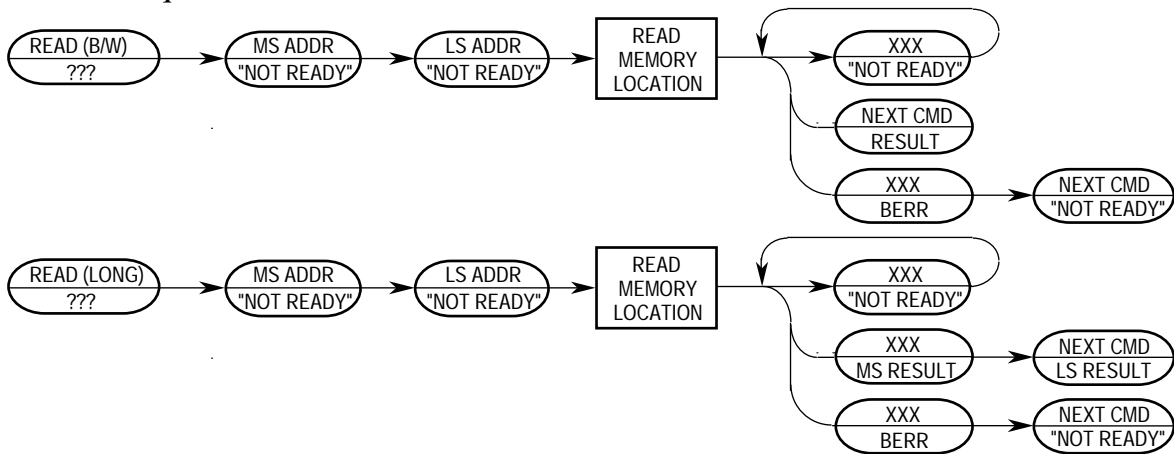 READ (B/W)
???
MS ADDR
"NOT READY"
LS ADDR
"NOT READY"
READ
MEMORY
LOCATION
XXX
"NOT READY"
NEXT CMD
RESULT
XXX
BERR
NEXT CMD
"NOT READY"
READ (LONG)
???
MS ADDR
"NOT READY"
LS ADDR
"NOT READY"
READ
MEMORY
LOCATION
XXX
"NOT READY"
XXX
MS RESULT
NEXT CMD
LS RESULT
XXX
BERR
NEXT CMD
"NOT READY"